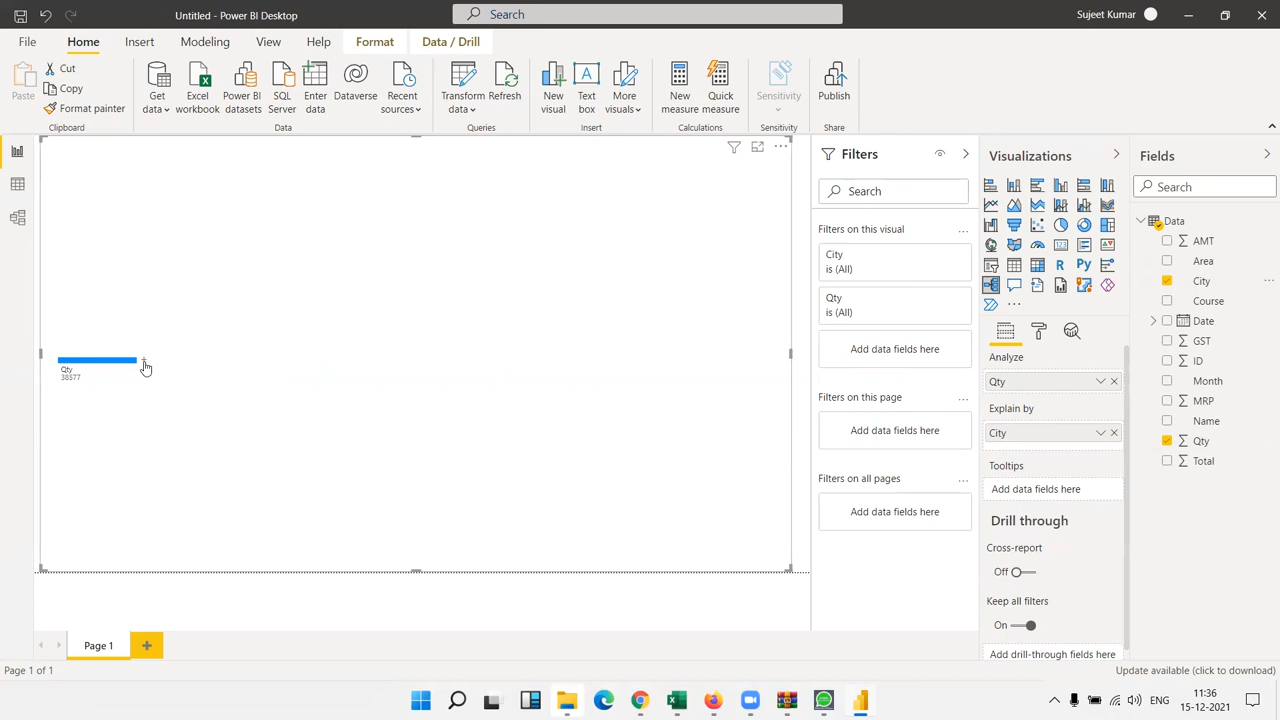 Untitled - Power BI Desktop
Search
Sujeet Kumar
File
Home
Insert
Modeling
View
Help
Format
Data / Drill
Paste
Cut
Copy
Format painter
Clipboard
Get data
Excel workbook
Power BI datasets
SQL Server
Enter data
Dataverse
Recent sources
Data
Transform data
Refresh
Queries
New visual
Text box
More visuals
Insert
New measure
Quick measure
Calculations
Sensitivity
Sensitivity
Publish
Share
Qty
38577
Filters
Search
Filters on this visual
City
is (All)
Qty
is (All)
Add data fields here
Filters on this page
Add data fields here
Filters on all pages
Add data fields here
Visualizations
R
Py
123
Analyze
Qty
Explain by
City
Tooltips
Add data fields here
Drill through
Cross-report
Off
Keep all filters
On
Add drill-through fields here
Fields
Search
Data
AMT
Area
City
Course
Date
GST
ID
Month
MRP
Name
Qty
Total
Page 1
Page 1 of 1
Update available (click to download)
ENG
11:36
15-12-2021